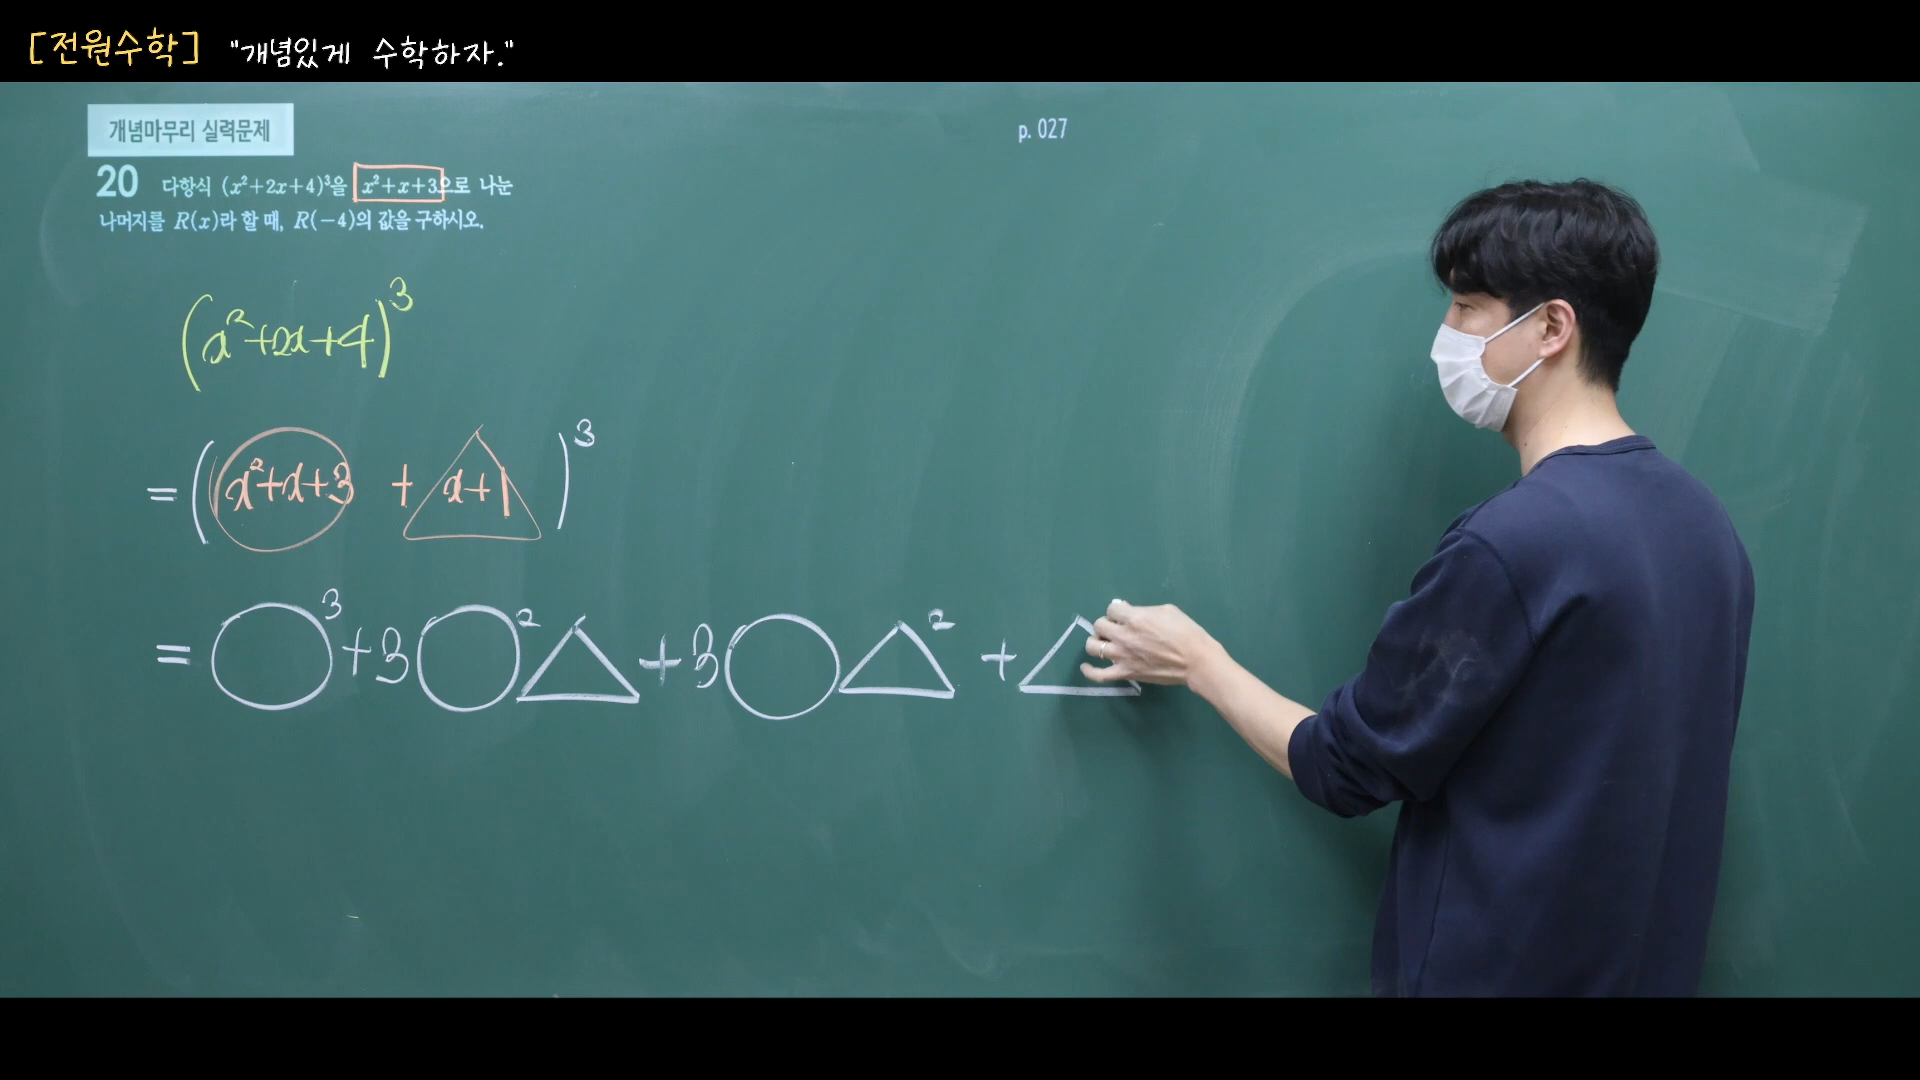 [전원수학] "개념있게 수학하자."
개념마무리 실력문제
p. 027
20 다항식 (x²+2x+4)³을 x²+x+3으로 나눈
나머지를 R(x)라 할 때, R(-4)의 값을 구하시오.
(x²+2x+4)³
=(x²+x+3 + x+1)³
= ○³+3○²△+3○△²+△